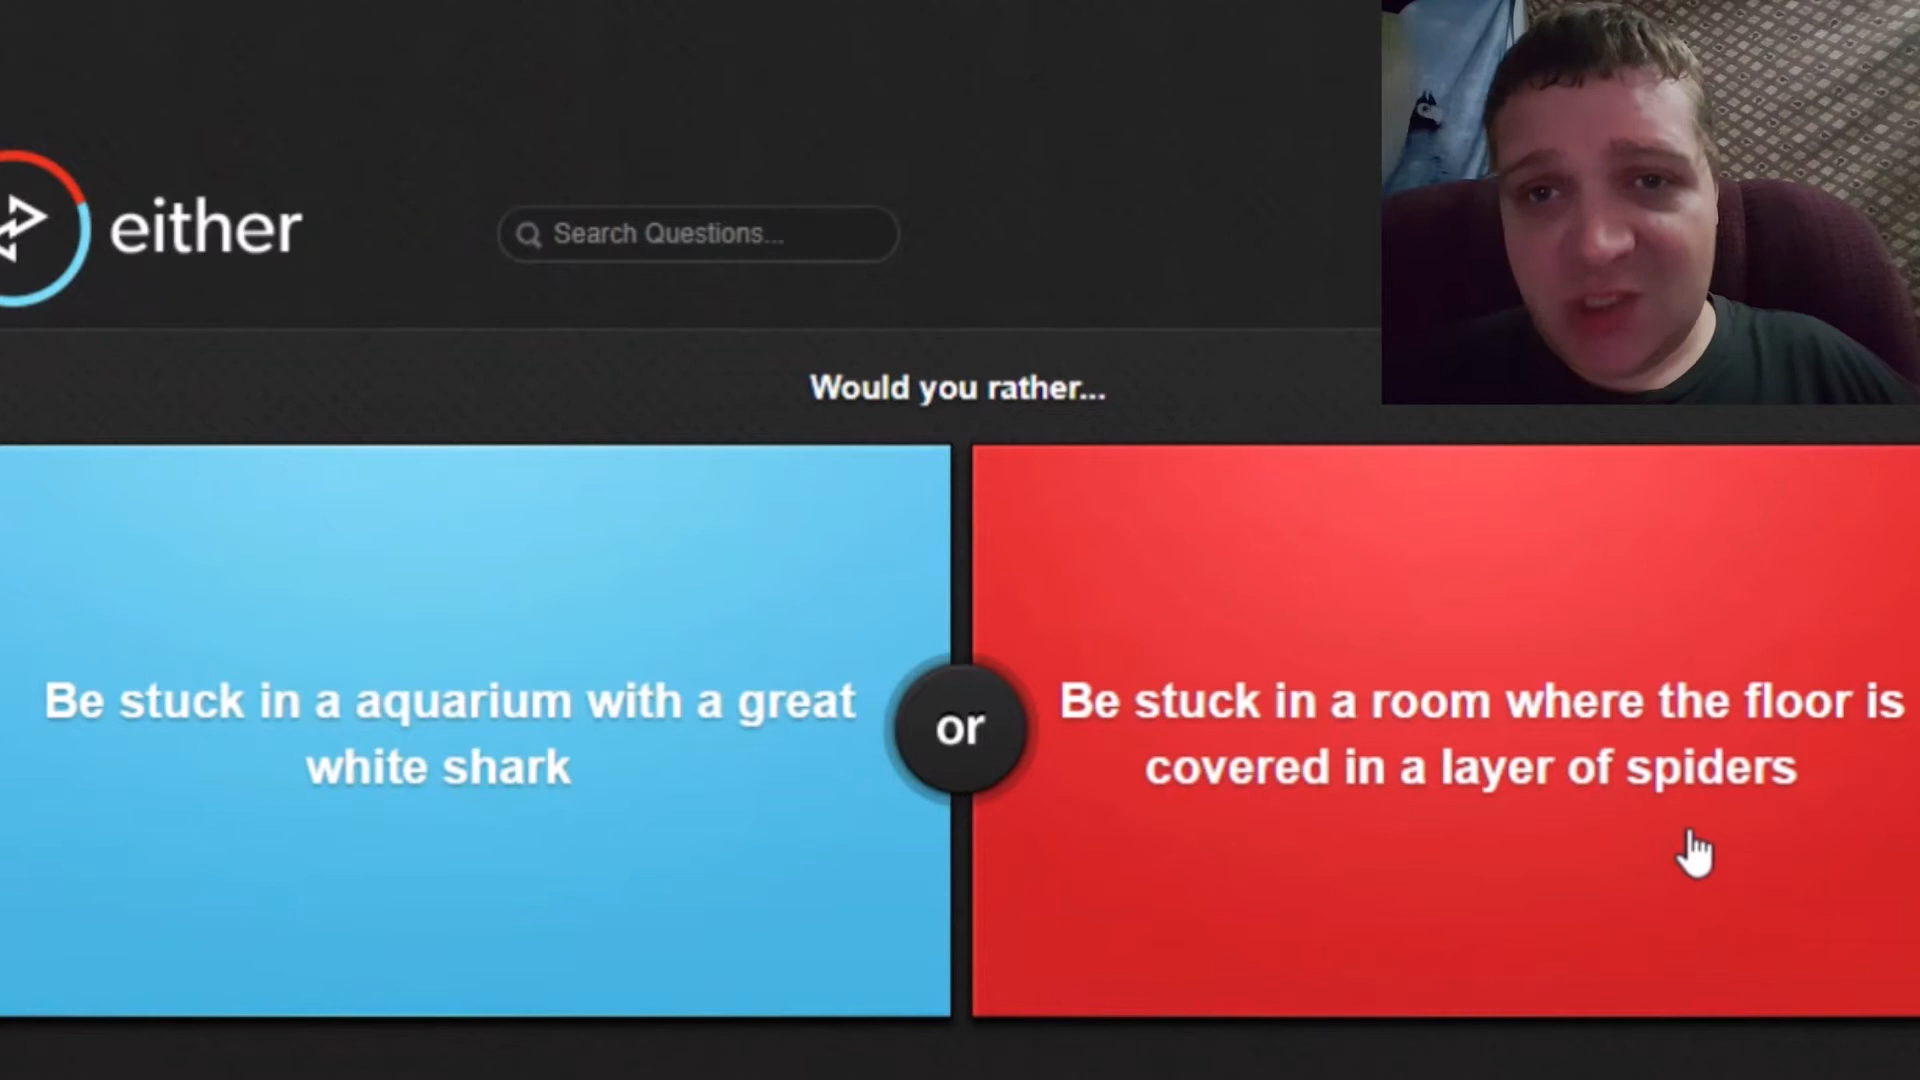 either
Search Questions...
Would you rather...
Be stuck in a aquarium with a great
white shark
or
Be stuck in a room where the floor is
covered in a layer of spiders